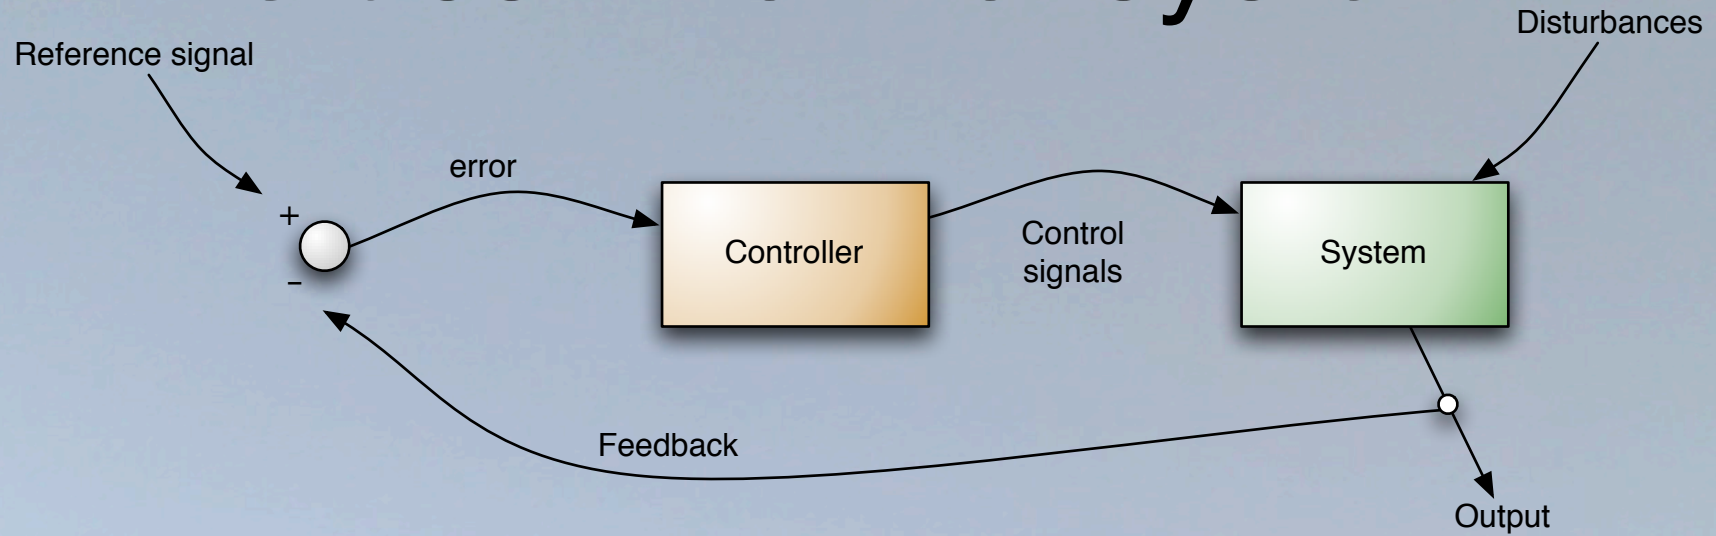 Disturbances
Reference signal
error
+
Controller
Control
signals
System
–
Feedback
Output